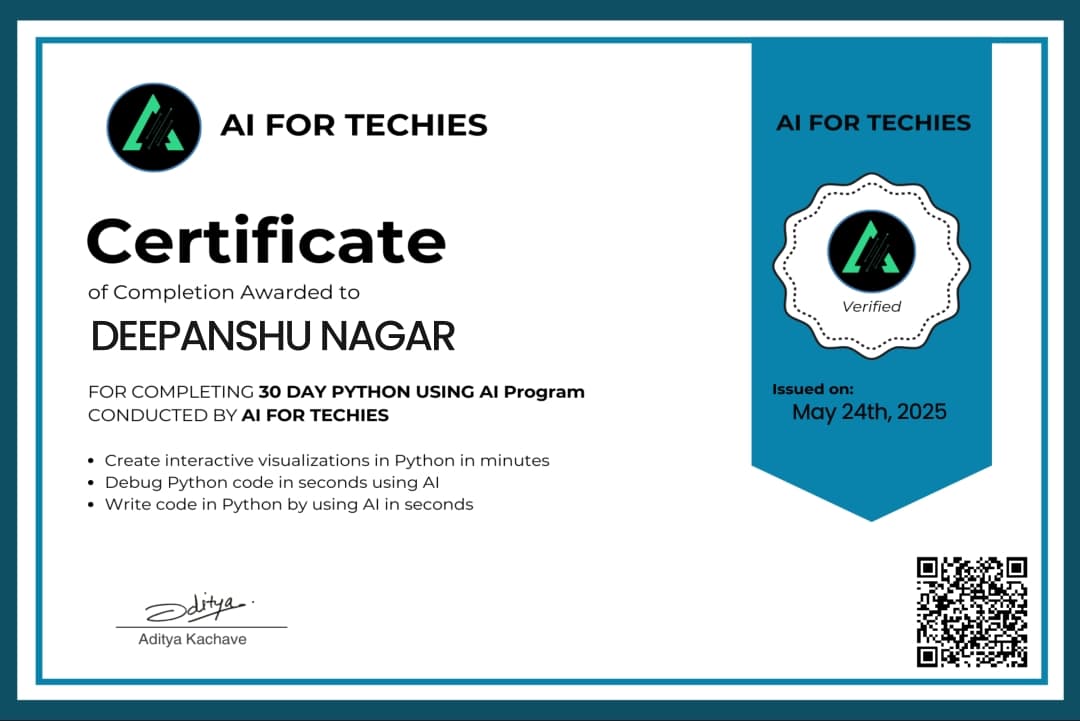 AI FOR TECHIES
Certificate
of Completion Awarded to
DEEPANSHU NAGAR
FOR COMPLETING 30 DAY PYTHON USING AI Program
CONDUCTED BY AI FOR TECHIES
• Create interactive visualizations in Python in minutes
• Debug Python code in seconds using AI
• Write code in Python by using AI in seconds
Aditya.
Aditya Kachave
AI FOR TECHIES
Verified
Issued on:
May 24th, 2025